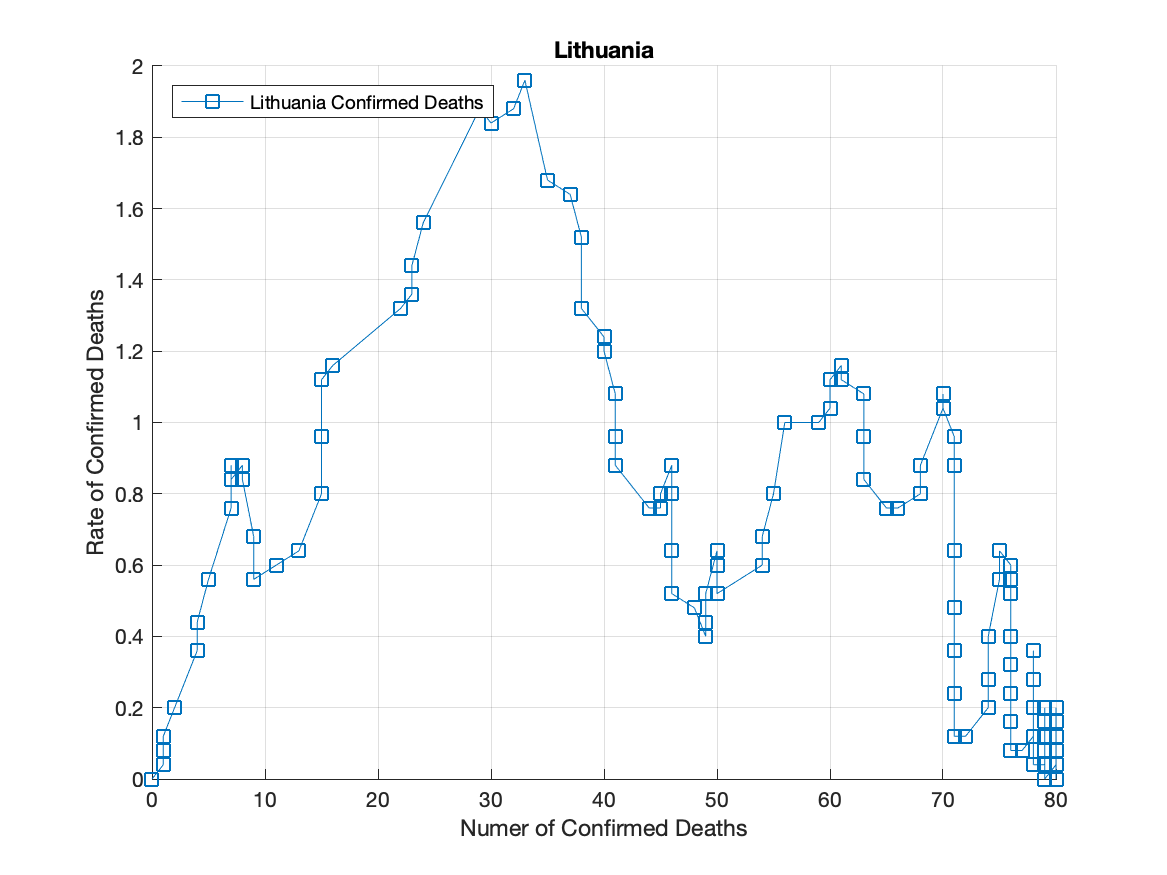 Lithuania
Lithuania Confirmed Deaths
Rate of Confirmed Deaths
2
1.8
1.6
1.4
1.2
1
0.8
0.6
0.4
0.2
0
0 10 20 30 40 50 60 70 80
Numer of Confirmed Deaths